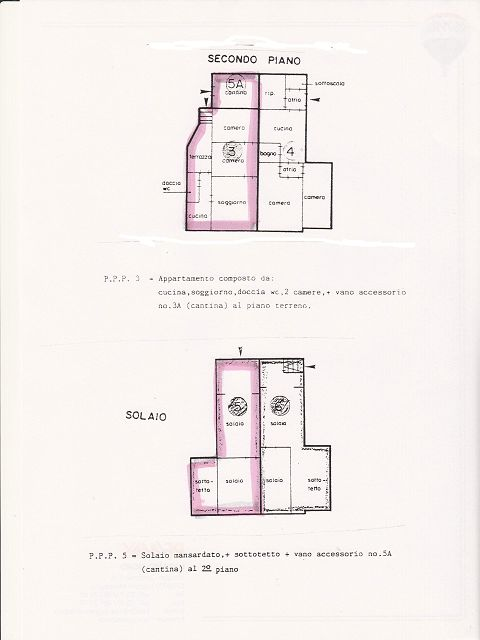 SECONDO PIANO
5A
cantina
rip.
sottoscala
atrio
camera
cucina
terrazza
3
camera
bagno
4
atrio
doccia
wc
soggiorno
camera
camera
cucina
P.P.P. 3 - Appartamento composto da:
cucina,soggiorno,doccia wc,2 camere,+ vano accessorio
no.3A (cantina) al piano terreno.
SOLAIO
5
6
solaio
solaio
sotto-
tetto
solaio
solaio
sotto-
tetto
P.P.P. 5 = Solaio mansardato,+ sottotetto + vano accessorio no.5A
(cantina) al 2º piano